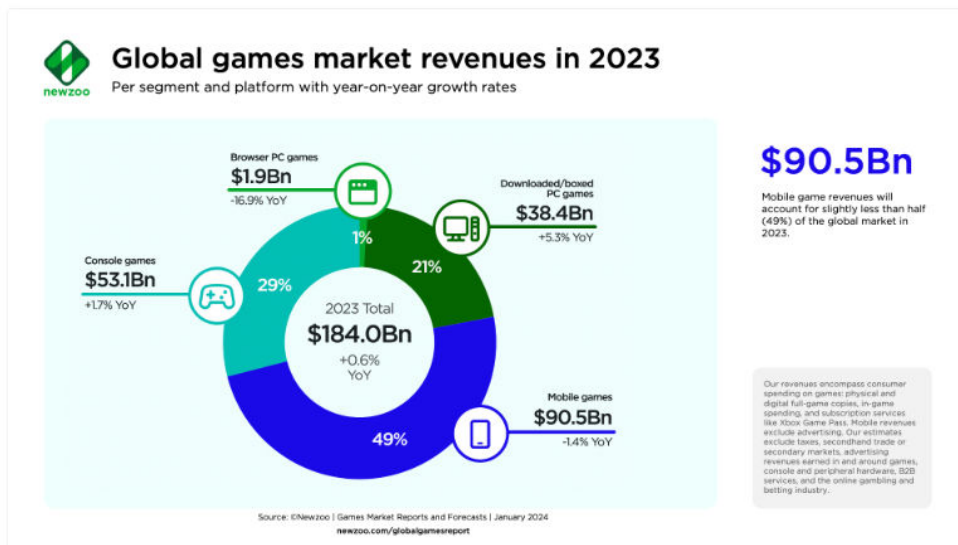 newzoo
Global games market revenues in 2023
Per segment and platform with year-on-year growth rates
Browser PC games
$1.9Bn
-16.9% YoY
Downloaded/boxed
PC games
$38.4Bn
+5.3% YoY
1%
21%
Console games
$53.1Bn
+1.7% YoY
29%
2023 Total
$184.0Bn
+0.6%
YoY
Mobile games
$90.5Bn
-1.4% YoY
49%
$90.5Bn
Mobile game revenues will
account for slightly less than half
(49%) of the global market in
2023.
Our revenues encompass consumer
spending on games: physical and
digital full-game copies, in-game
spending, and subscription services
like Xbox Game Pass. Mobile revenues
exclude advertising. Our estimates
exclude taxes, secondhand trade or
secondary markets, advertising
revenues earned in and around games,
console and peripheral hardware, B2B
services, and the online gambling and
betting industry.
Source: ©Newzoo | Games Market Reports and Forecasts | January 2024
newzoo.com/globalgamesreport